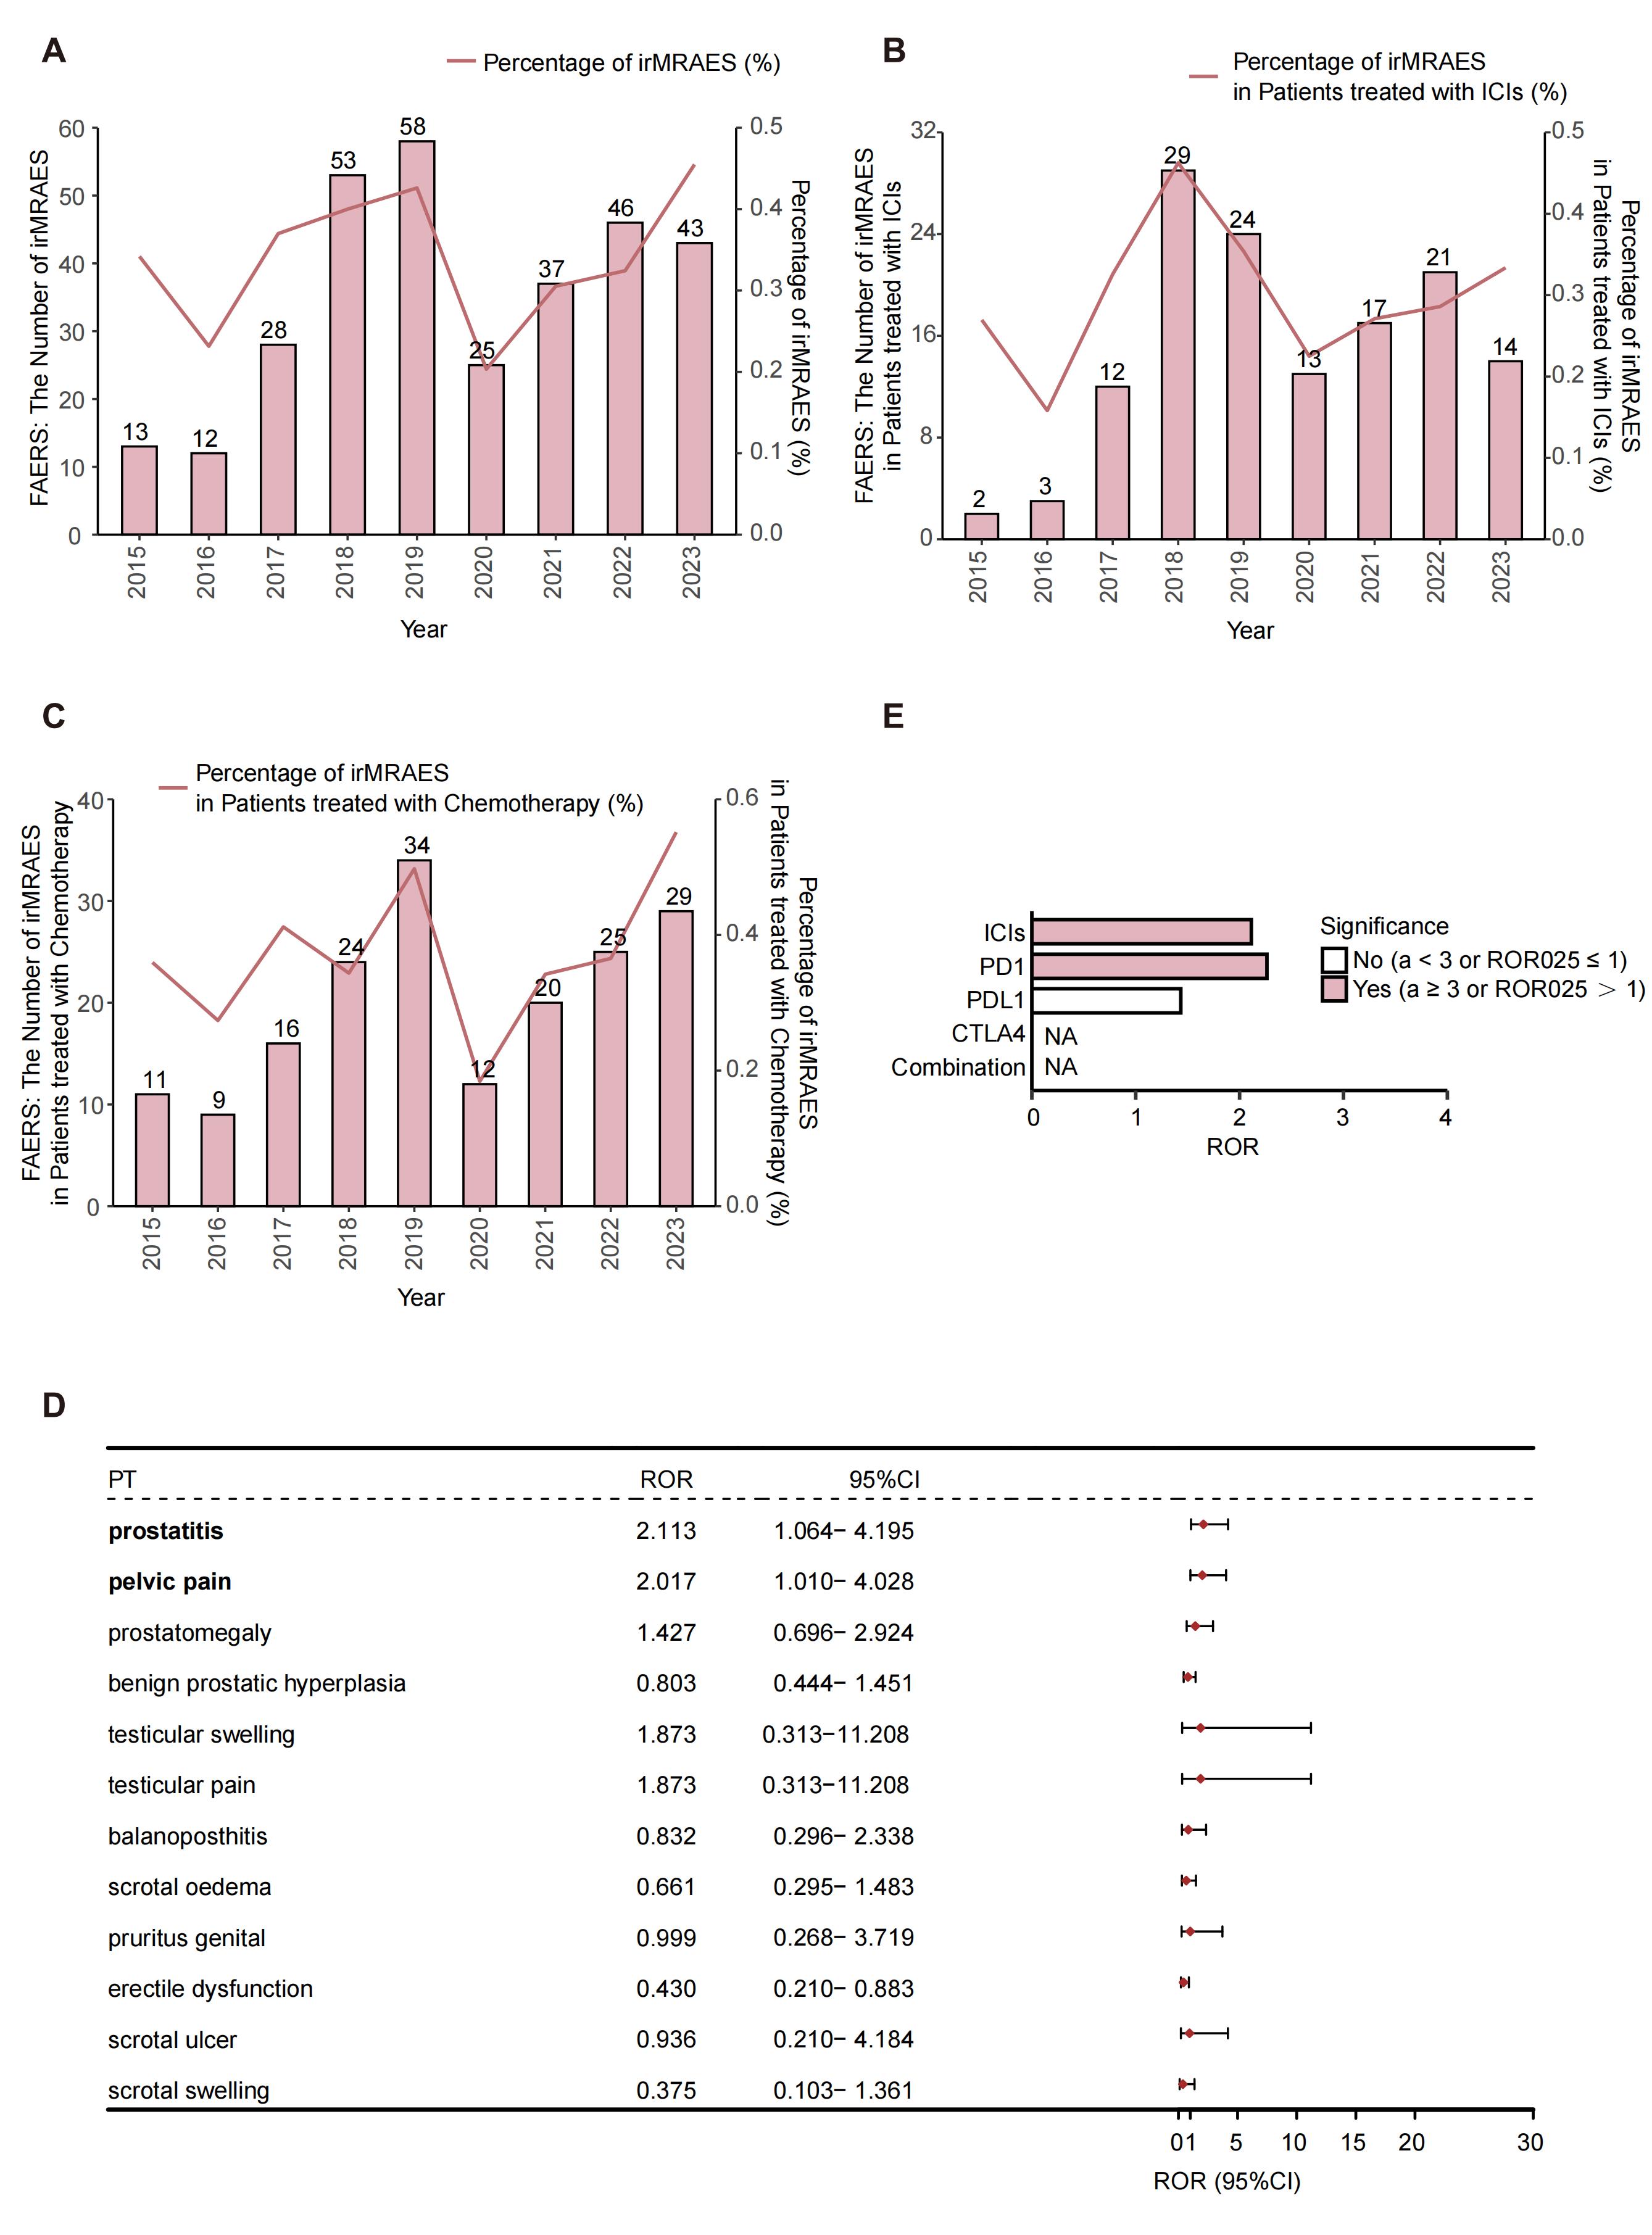 A
Percentage of irMRAES (%)
FAERS: The Number of irMRAES
60
50
40
30
20
10
0
13
12
28
53
58
25
37
46
43
0.5
0.4
0.3
0.2
0.1
0.0
Percentage of irMRAES (%)
2015
2016
2017
2018
2019
2020
2021
2022
2023
Year
B
Percentage of irMRAES
in Patients treated with ICIs (%)
FAERS: The Number of irMRAES
in Patients treated with ICIs
32
24
16
8
0
2
3
12
29
24
13
17
21
14
0.5
0.4
0.3
0.2
0.1
0.0
Percentage of irMRAES
in Patients treated with ICIs (%)
2015
2016
2017
2018
2019
2020
2021
2022
2023
Year
C
Percentage of irMRAES
in Patients treated with Chemotherapy (%)
FAERS: The Number of irMRAES
in Patients treated with Chemotherapy
40
30
20
10
0
11
9
16
24
34
12
20
25
29
0.6
0.4
0.2
0.0
Percentage of irMRAES
in Patients treated with Chemotherapy (%)
2015
2016
2017
2018
2019
2020
2021
2022
2023
Year
E
ICIs
PD1
PDL1
CTLA4 NA
Combination NA
0 1 2 3 4
ROR
Significance
No (a < 3 or ROR025 ≤ 1)
Yes (a ≥ 3 or ROR025 > 1)
D
PT ROR 95%CI
prostatitis 2.113 1.064− 4.195
pelvic pain 2.017 1.010− 4.028
prostatomegaly 1.427 0.696− 2.924
benign prostatic hyperplasia 0.803 0.444− 1.451
testicular swelling 1.873 0.313−11.208
testicular pain 1.873 0.313−11.208
balanoposthitis 0.832 0.296− 2.338
scrotal oedema 0.661 0.295− 1.483
pruritus genital 0.999 0.268− 3.719
erectile dysfunction 0.430 0.210− 0.883
scrotal ulcer 0.936 0.210− 4.184
scrotal swelling 0.375 0.103− 1.361
0 1 5 10 15 20 30
ROR (95%CI)